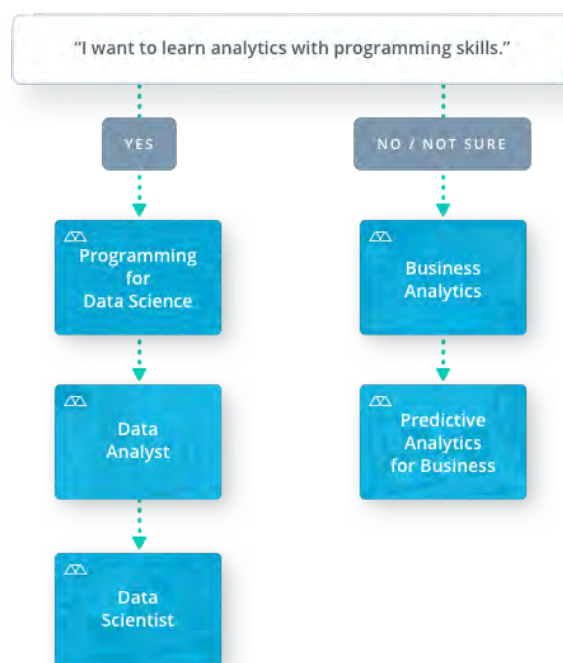 “I want to learn analytics with programming skills.”
YES
NO / NOT SURE
Programming
for
Data Science
Business
Analytics
Data
Analyst
Predictive
Analytics
for Business
Data
Scientist